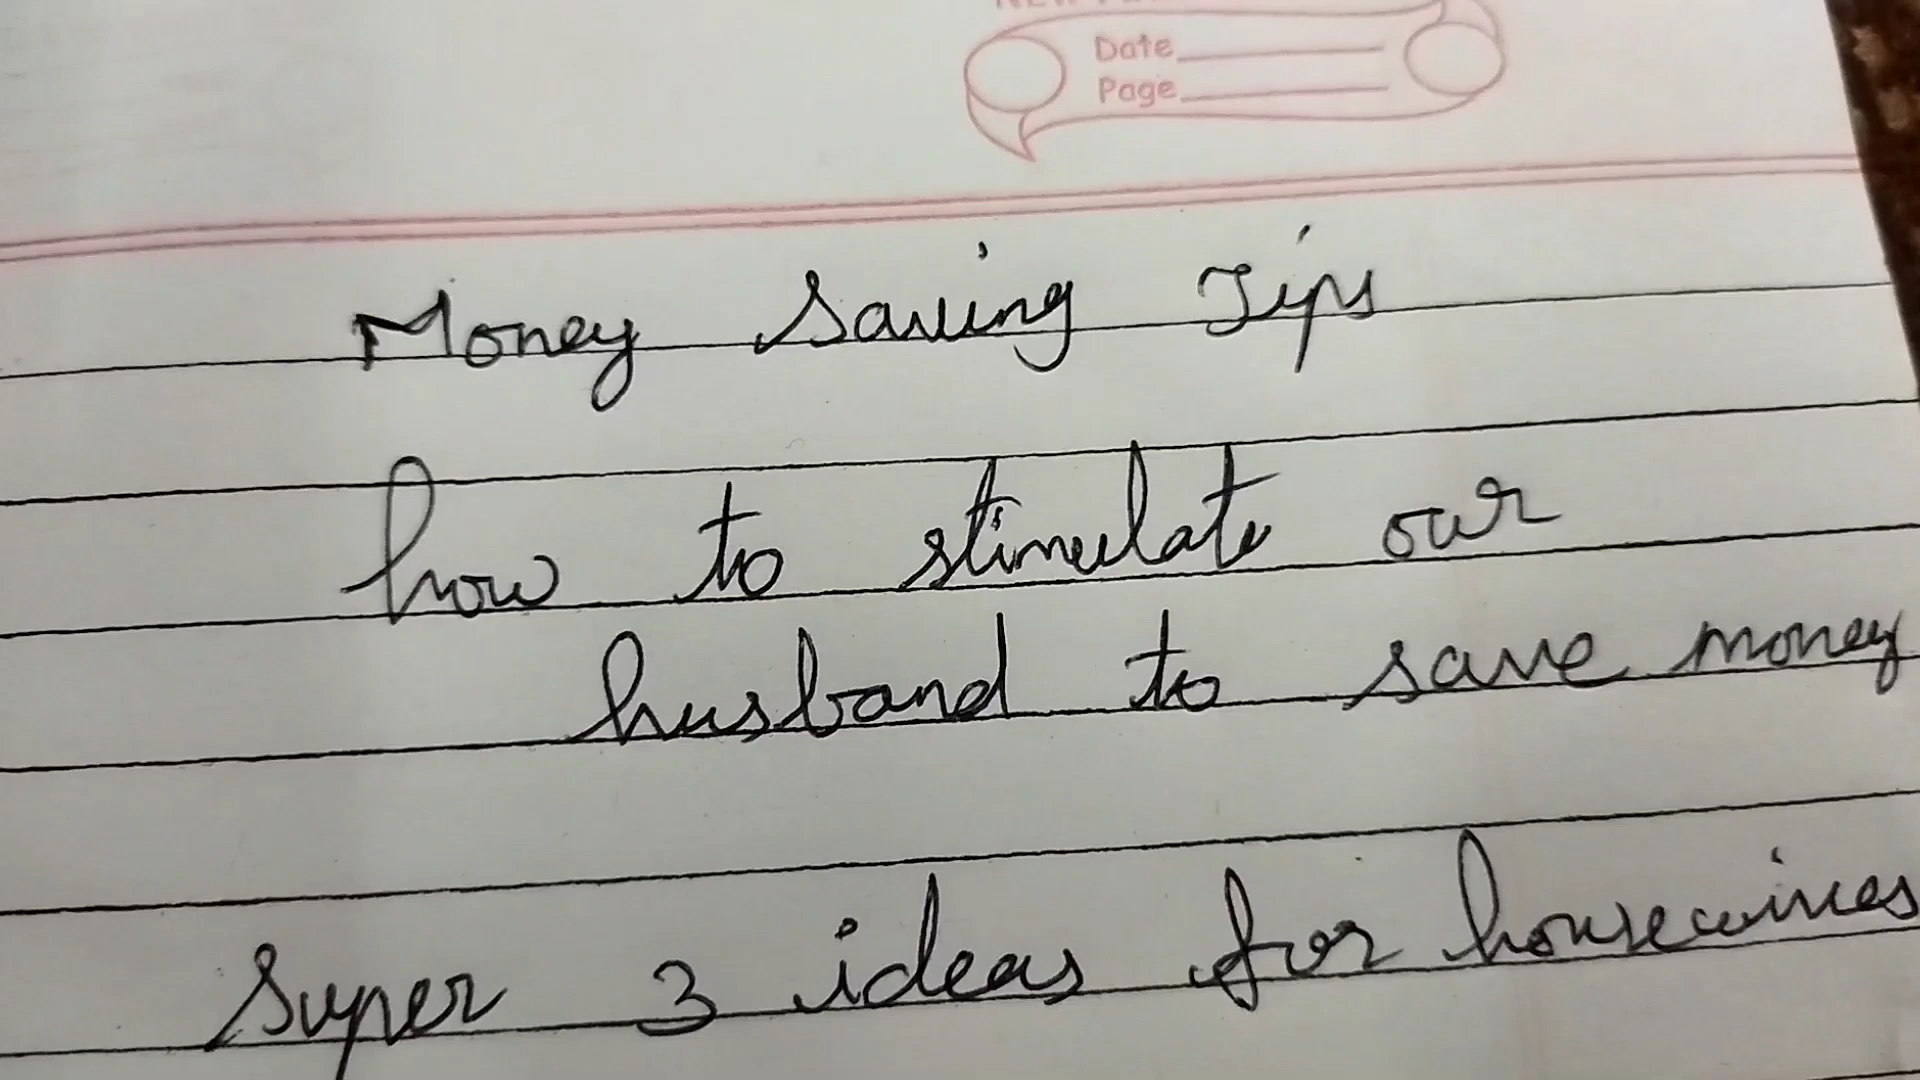 Date
Page
Money Saving Tips
how to stimulate our
husband to save money
Super 3 ideas for housewives